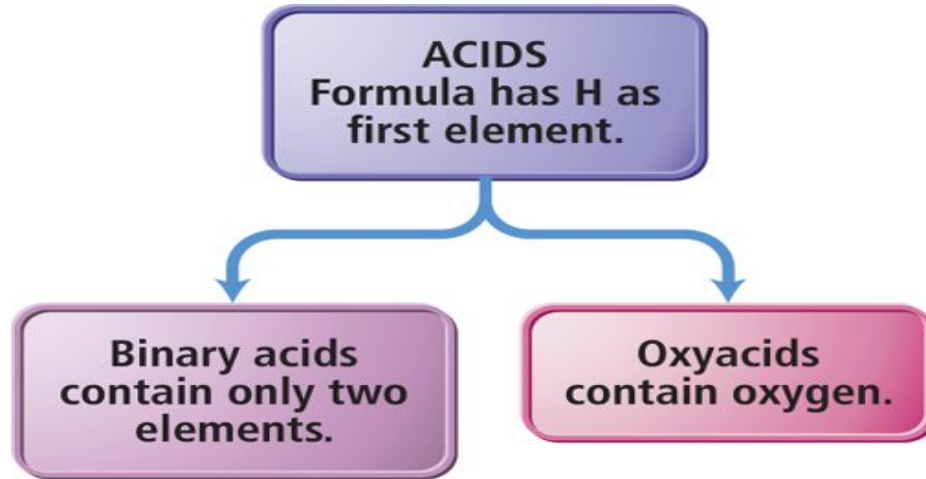 ACIDS
Formula has H as
first element.
Binary acids
contain only two
elements.
Oxyacids
contain oxygen.